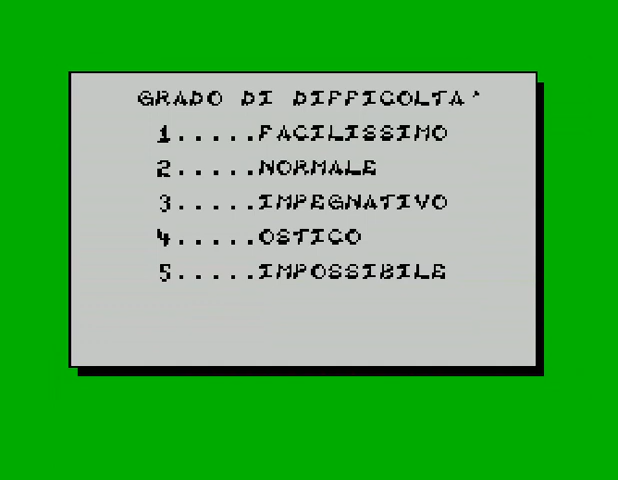 GRADO DI DIFFICOLTA'
1.....FACILISSIMO
2.....NORMALE
3.....IMPEGNATIVO
4.....OSTICO
5.....IMPOSSIBILE